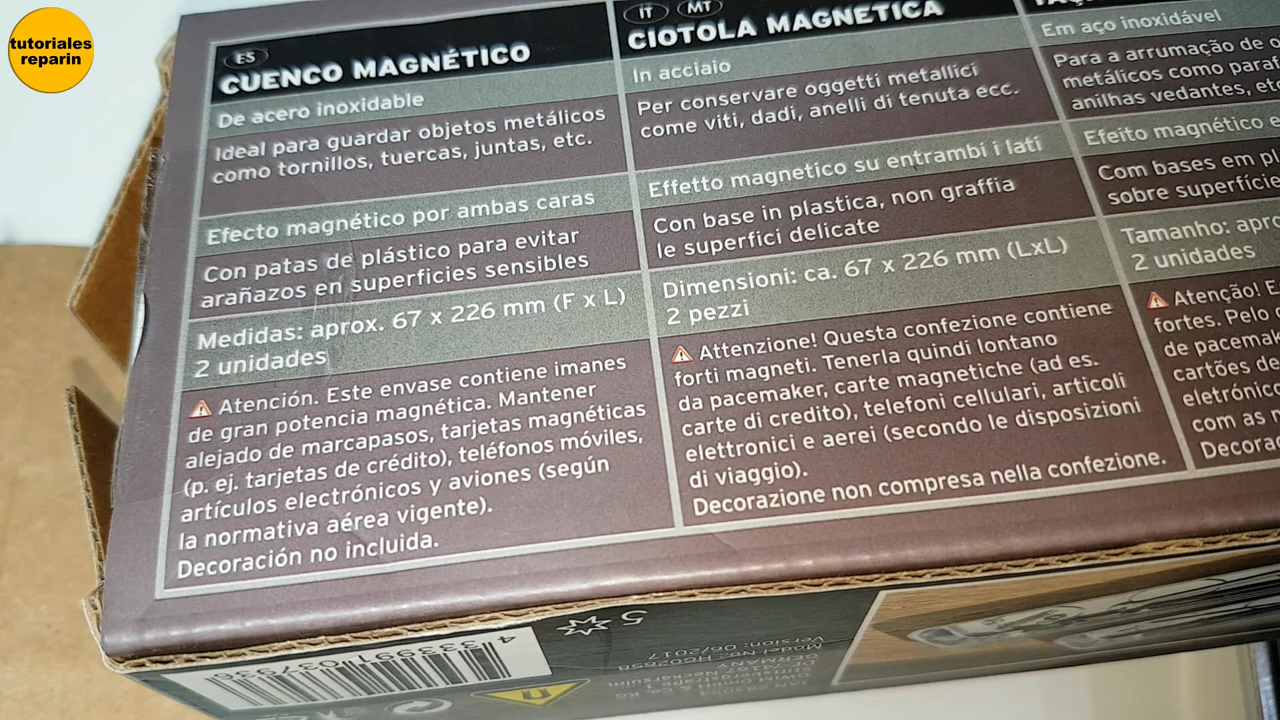 tutoriales
reparin
ES
CUENCO MAGNÉTICO
De acero inoxidable
Ideal para guardar objetos metálicos
como tornillos, tuercas, juntas, etc.
Efecto magnético por ambas caras
Con patas de plástico para evitar
arañazos en superficies sensibles
Medidas: aprox. 67 x 226 mm (F x L)
2 unidades
Atención. Este envase contiene imanes
de gran potencia magnética. Mantener
alejado de marcapasos, tarjetas magnéticas
(p. ej. tarjetas de crédito), teléfonos móviles,
artículos electrónicos y aviones (según
la normativa aérea vigente).
Decoración no incluida.
IT MT
CIOTOLA MAGNETICA
In acciaio
Per conservare oggetti metallici
come viti, dadi, anelli di tenuta ecc.
Effetto magnetico su entrambi i lati
Con base in plastica, non graffia
le superfici delicate
Dimensioni: ca. 67 x 226 mm (LxL)
2 pezzi
Attenzione! Questa confezione contiene
forti magneti. Tenerla quindi lontano
da pacemaker, carte magnetiche (ad es.
carte di credito), telefoni cellulari, articoli
elettronici e aerei (secondo le disposizioni
di viaggio).
Decorazione non compresa nella confezione.
Em aço inoxidável
Para a arrumação de
metálicos como
anilhas vedantes,
Efeito magnético
Com bases em
sobre
Tamanho:
2 unidades
Atenção!
fortes. Pelo
de
cartões de
com as
5
Version: 06/2017
Model No: HG02658
GERMANY